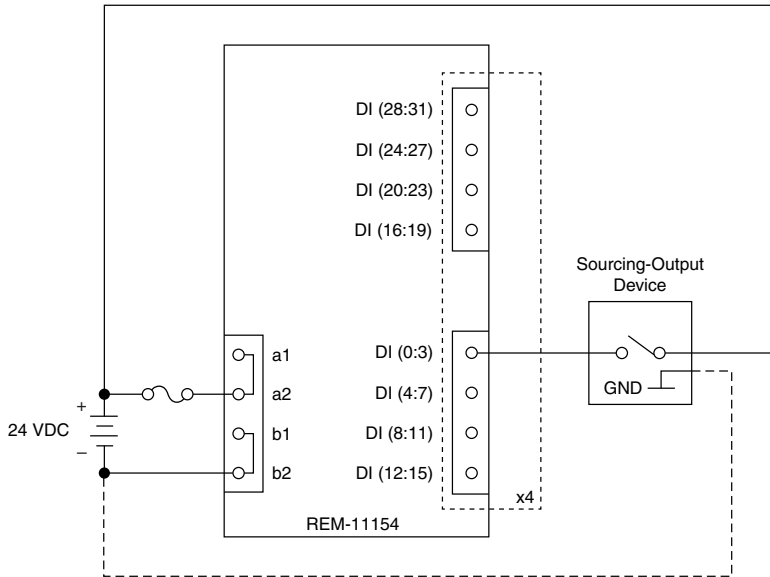 DI (28:31)
DI (24:27)
DI (20:23)
DI (16:19)
Sourcing-Output
Device
a1
DI (0:3)
a2
DI (4:7)
GND
+
24 VDC
−
b1
DI (8:11)
b2
DI (12:15)
x4
REM-11154